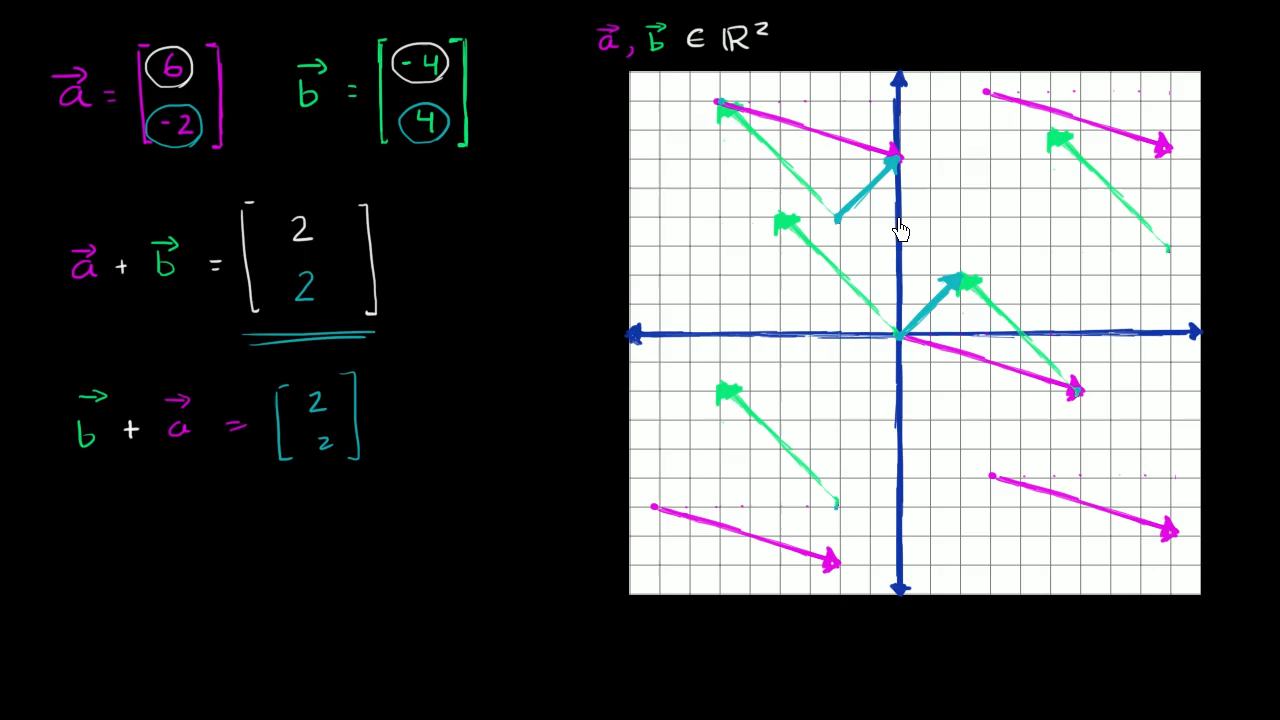 a⃗ = [6 -2] b⃗ = [-4 4]
a⃗, b⃗ ∈ ℝ²
a⃗ + b⃗ = [2 2]
b⃗ + a⃗ = [2 2]